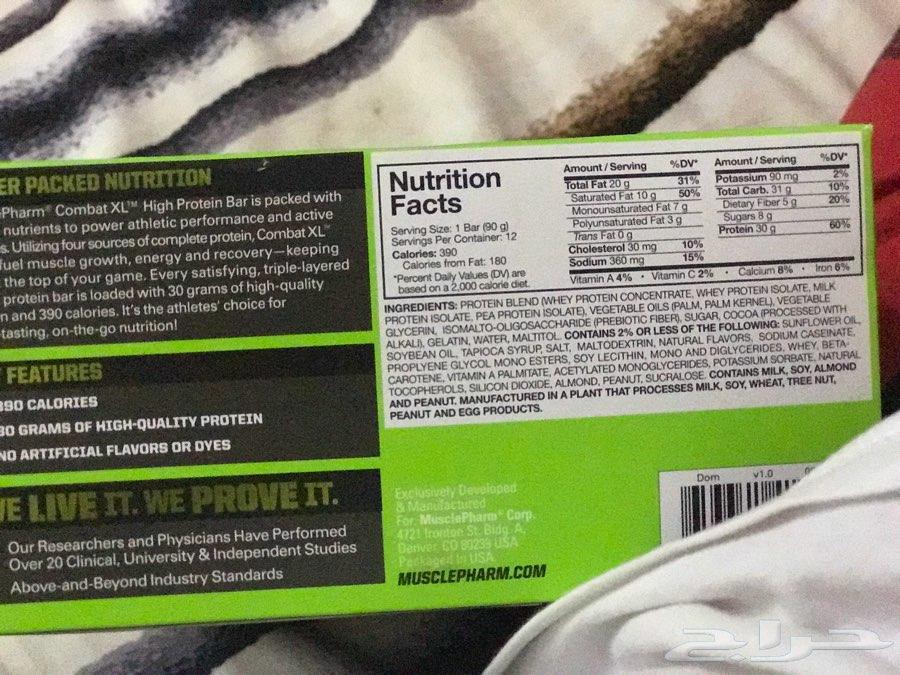 ER PACKED NUTRITION
Pharm® Combat XL™ High Protein Bar is packed with
nutrients to power athletic performance and active
s. Utilizing four sources of complete protein, Combat XL™
fuel muscle growth, energy and recovery—keeping
the top of your game. Every satisfying, triple-layered
protein bar is loaded with 30 grams of high-quality
n and 390 calories. It's the athletes' choice for
tasting, on-the-go nutrition!
FEATURES
390 CALORIES
30 GRAMS OF HIGH-QUALITY PROTEIN
NO ARTIFICIAL FLAVORS OR DYES
WE LIVE IT. WE PROVE IT.
Our Researchers and Physicians Have Performed
Over 20 Clinical, University & Independent Studies
Above-and-Beyond Industry Standards
Nutrition
Facts
Serving Size: 1 Bar (90 g)
Servings Per Container: 12
Calories: 390
Calories from Fat: 180
*Percent Daily Values (DV) are
based on a 2,000 calorie diet.
Amount / Serving %DV*
Total Fat 20 g 31%
Saturated Fat 10 g 50%
Monounsaturated Fat 7 g
Polyunsaturated Fat 3 g
Trans Fat 0 g
Cholesterol 30 mg 10%
Sodium 360 mg 15%
Amount / Serving %DV*
Potassium 90 mg 2%
Total Carb. 31 g 10%
Dietary Fiber 5 g 20%
Sugars 8 g
Protein 30 g 60%
Vitamin A 4% • Vitamin C 2% • Calcium 8% • Iron 6%
INGREDIENTS: PROTEIN BLEND (WHEY PROTEIN CONCENTRATE, WHEY PROTEIN ISOLATE, MILK
PROTEIN ISOLATE, PEA PROTEIN ISOLATE), VEGETABLE OILS (PALM, PALM KERNEL), VEGETABLE
GLYCERIN, ISOMALTO-OLIGOSACCHARIDE (PREBIOTIC FIBER), SUGAR, COCOA (PROCESSED WITH
ALKALI), GELATIN, WATER, MALTITOL. CONTAINS 2% OR LESS OF THE FOLLOWING: SUNFLOWER OIL,
SOYBEAN OIL, TAPIOCA SYRUP, SALT, MALTODEXTRIN, NATURAL FLAVORS, SODIUM CASEINATE,
PROPLYENE GLYCOL MONO ESTERS, SOY LECITHIN, MONO AND DIGLYCERIDES, WHEY, BETA-
CAROTENE, VITAMIN A PALMITATE, ACETYLATED MONOGLYCERIDES, POTASSIUM SORBATE, NATURAL
TOCOPHEROLS, SILICON DIOXIDE, ALMOND, PEANUT, SUCRALOSE. CONTAINS MILK, SOY, ALMOND
AND PEANUT. MANUFACTURED IN A PLANT THAT PROCESSES MILK, SOY, WHEAT, TREE NUT,
PEANUT AND EGG PRODUCTS.
Exclusively Developed
& Manufactured
For MusclePharm® Corp.
4721 Ironton St. Bldg. A,
Denver, CO 80239 USA
Packaged in USA
MUSCLEPHARM.COM
Dom v1.0
حراج